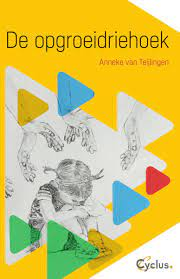 De opgroeidriehoek
Anneke van Teijlingen
Cyclus.